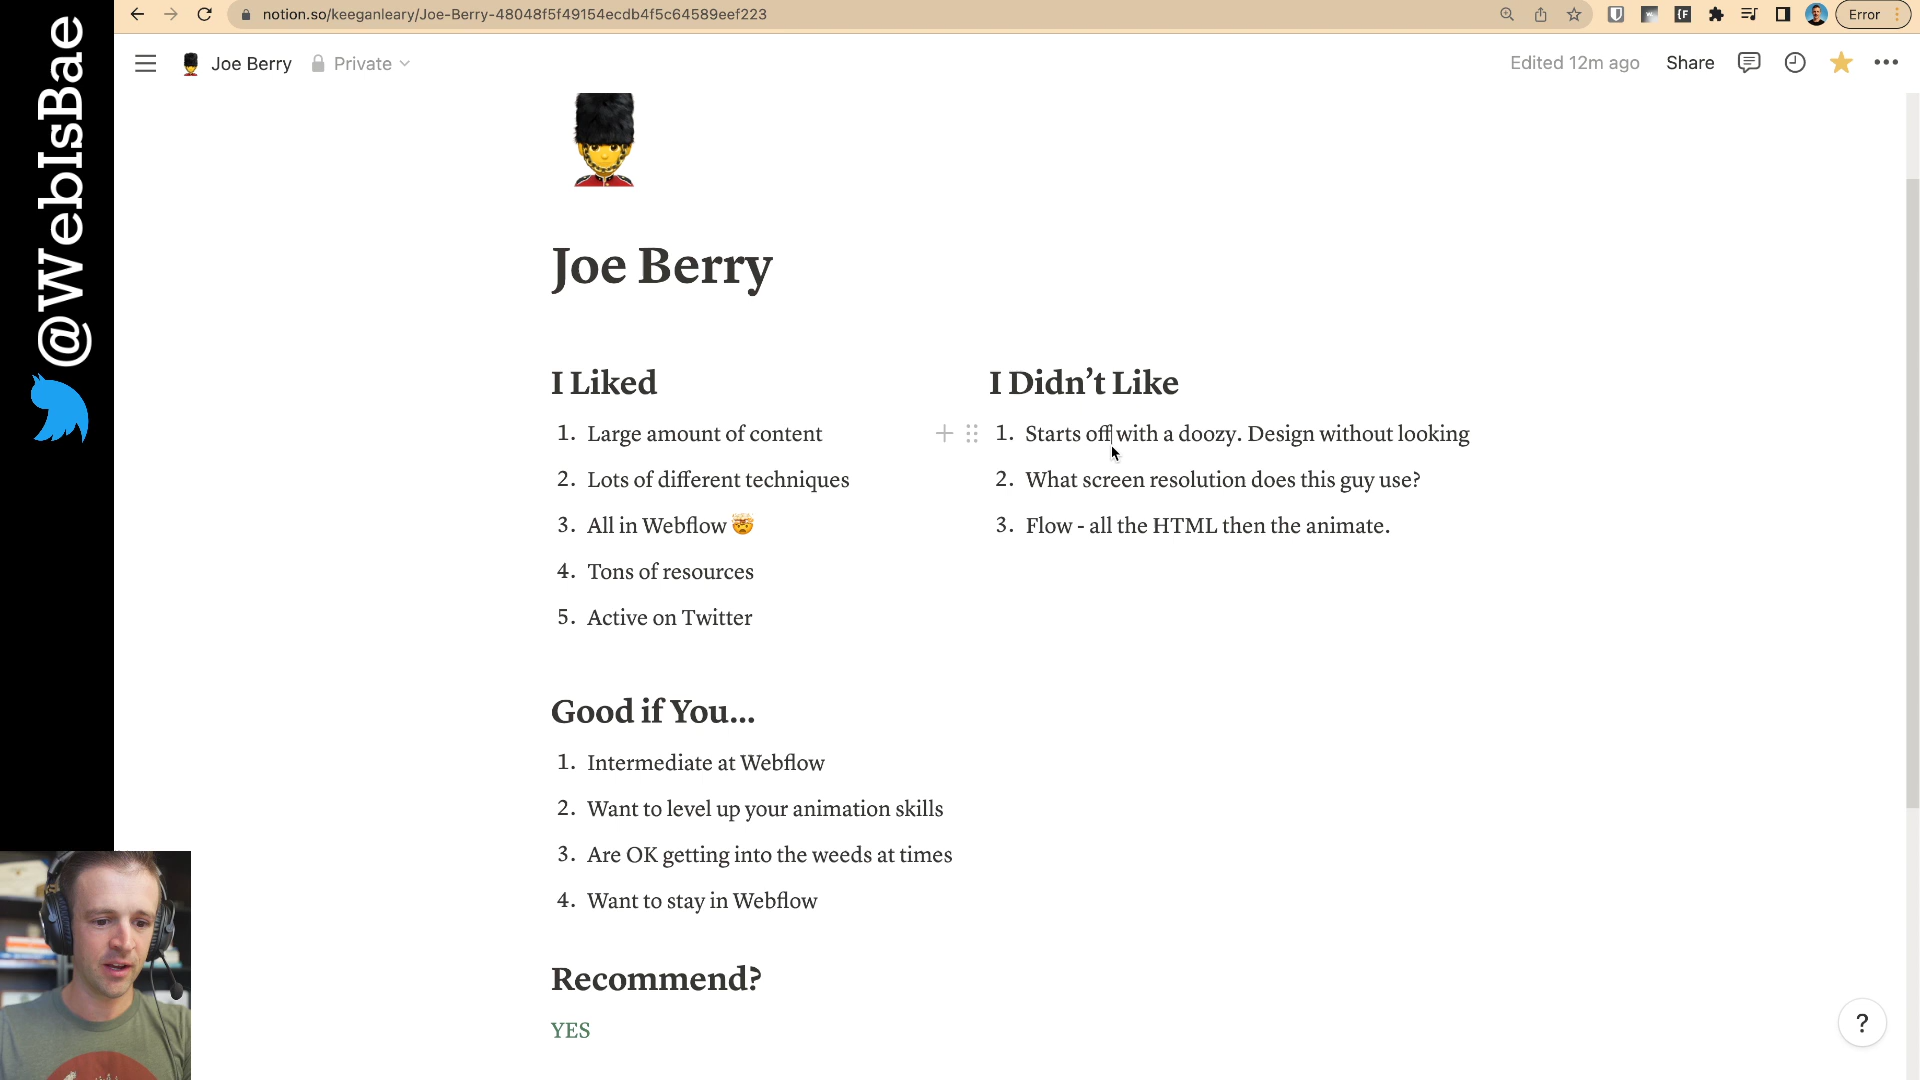 @WebIsBae
notion.so/keeganleary/Joe-Berry-48048f5f49154ecdb4f5c64589eef223
Error
Joe Berry
Private
Edited 12m ago
Share
Joe Berry
I Liked
1. Large amount of content
2. Lots of different techniques
3. All in Webflow 🤯
4. Tons of resources
5. Active on Twitter
I Didn’t Like
1. Starts off with a doozy. Design without looking
2. What screen resolution does this guy use?
3. Flow - all the HTML then the animate.
Good if You...
1. Intermediate at Webflow
2. Want to level up your animation skills
3. Are OK getting into the weeds at times
4. Want to stay in Webflow
Recommend?
YES
?